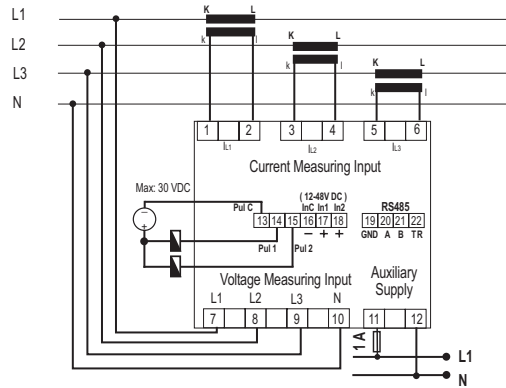 L1
K L
L2
k l
K L
L3
k l
K L
N
k l
1 2 3 4 5 6
IL1 IL2 IL3
Current Measuring Input
Max: 30 VDC
( 12-48V DC )
Pul C InC In1 In2
RS485
13 14 15 16 17 18
19 20 21 22
− + +
GND A B TR
−
+
Pul 1 Pul 2
Voltage Measuring Input
Auxiliary
Supply
L1 L2 L3 N
7 8 9 10 11 12
1 A
L1
N